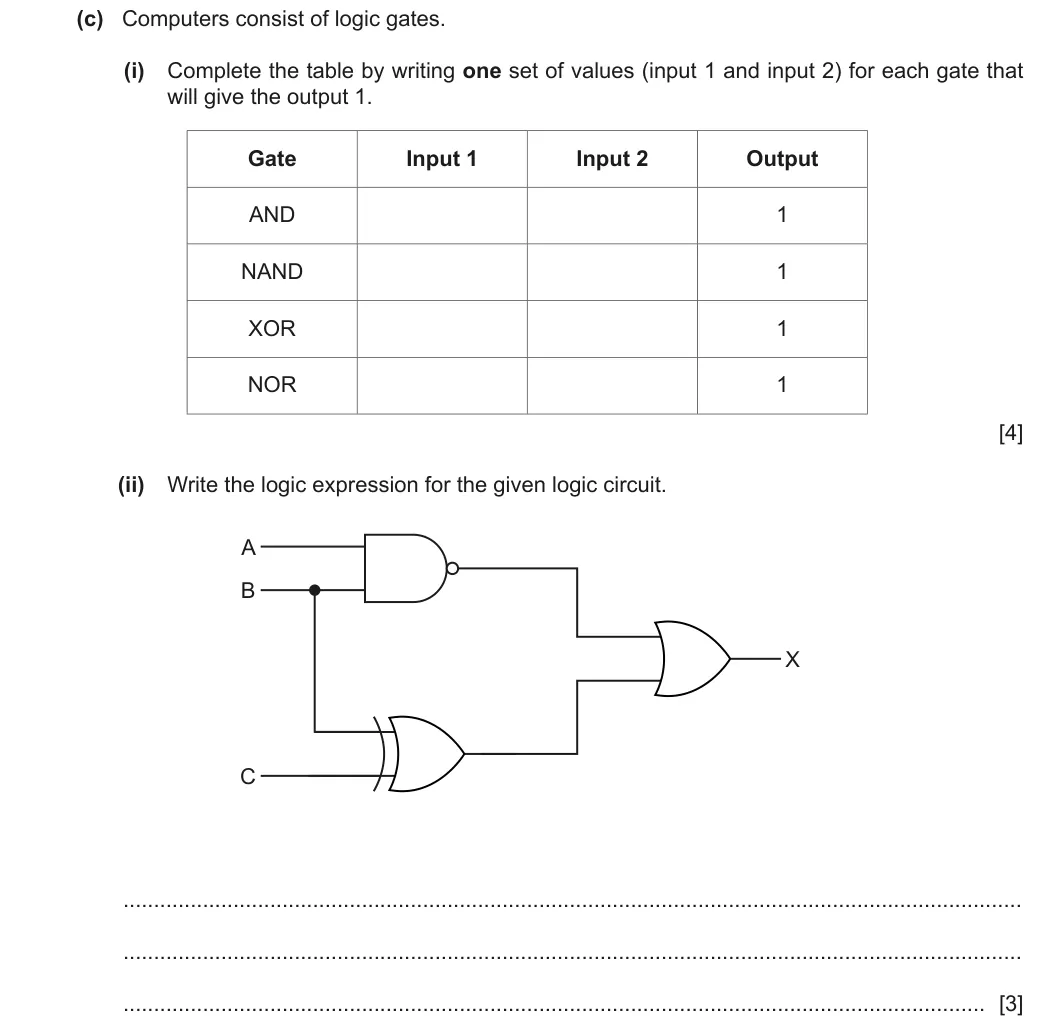 (c) Computers consist of logic gates.
(i) Complete the table by writing one set of values (input 1 and input 2) for each gate that
will give the output 1.
Gate Input 1 Input 2 Output
AND 1
NAND 1
XOR 1
NOR 1
[4]
(ii) Write the logic expression for the given logic circuit.
A
B
X
C
...................................................................................................................................................
...................................................................................................................................................
............................................................................................................................................. [3]